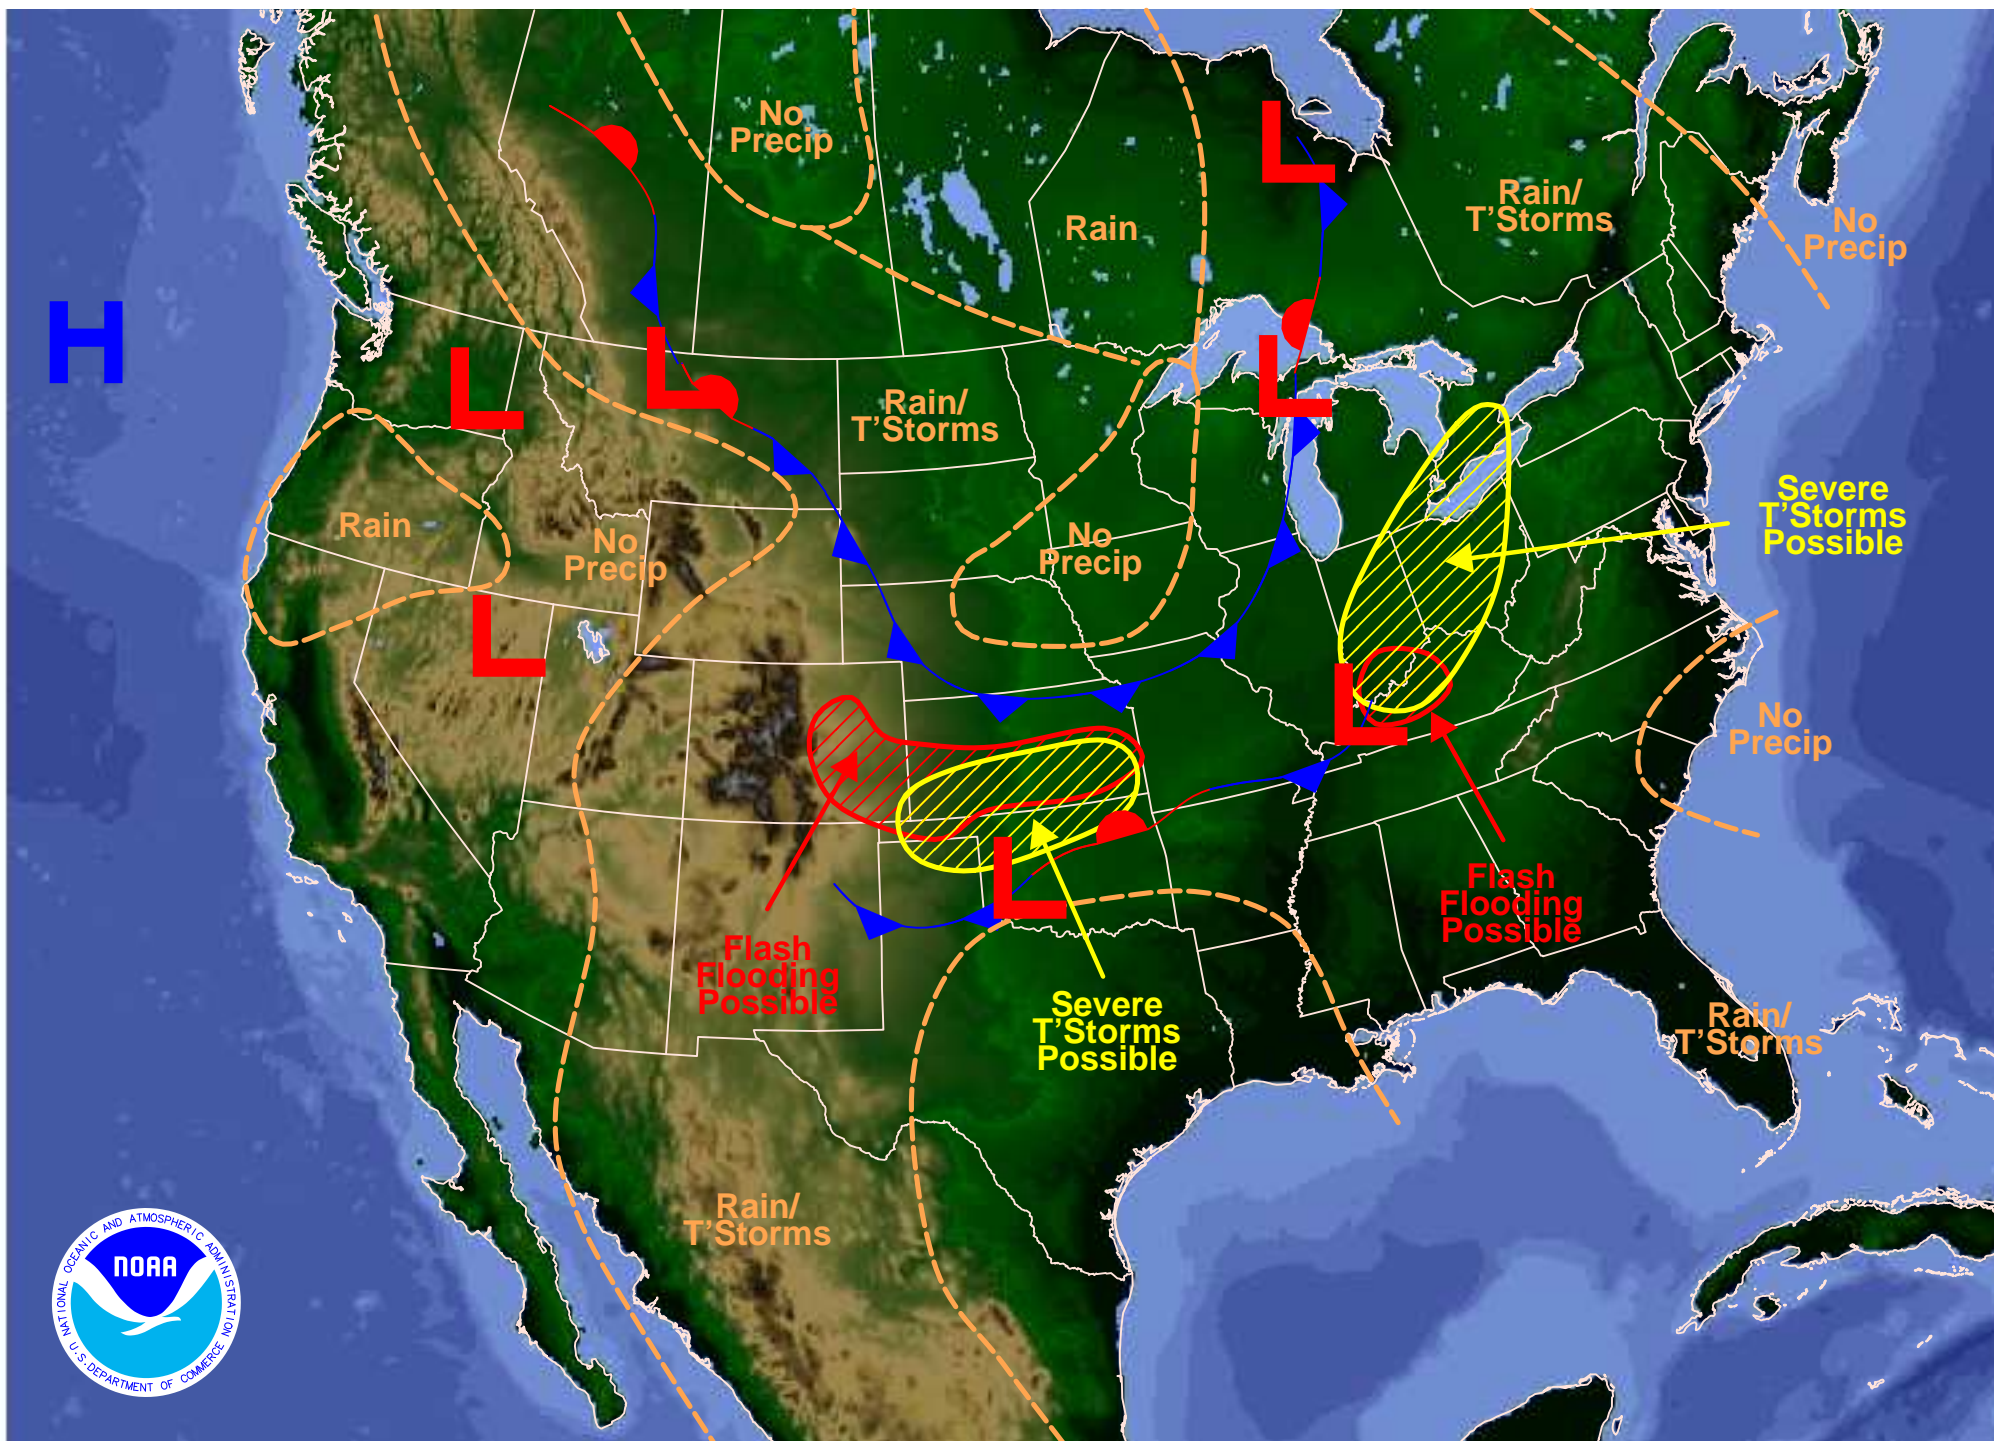 L
No
Precip
Rain/
T'Storms
Rain
No
Precip
H
L
L
L
Rain/
T'Storms
Severe
T'Storms
Possible
Rain
No
Precip
No
Precip
L
L
No
Precip
L
Flash
Flooding
Possible
Flash
Flooding
Possible
Severe
T'Storms
Possible
Rain/
T'Storms
Rain/
T'Storms
NATIONAL OCEANIC AND ATMOSPHERIC ADMINISTRATION
NOAA
U.S. DEPARTMENT OF COMMERCE